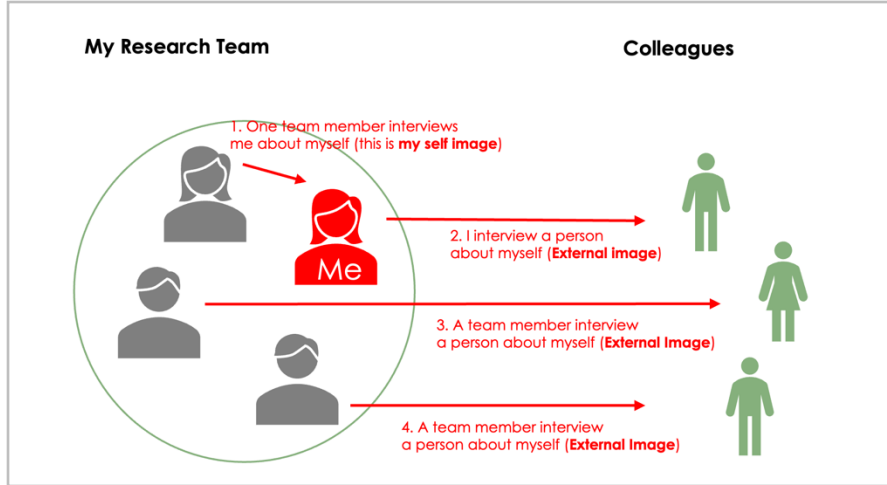 My Research Team
Colleagues
1. One team member interviews
me about myself (this is my self image)
Me
2. I interview a person
about myself (External image)
3. A team member interview
a person about myself (External Image)
4. A team member interview
a person about myself (External Image)